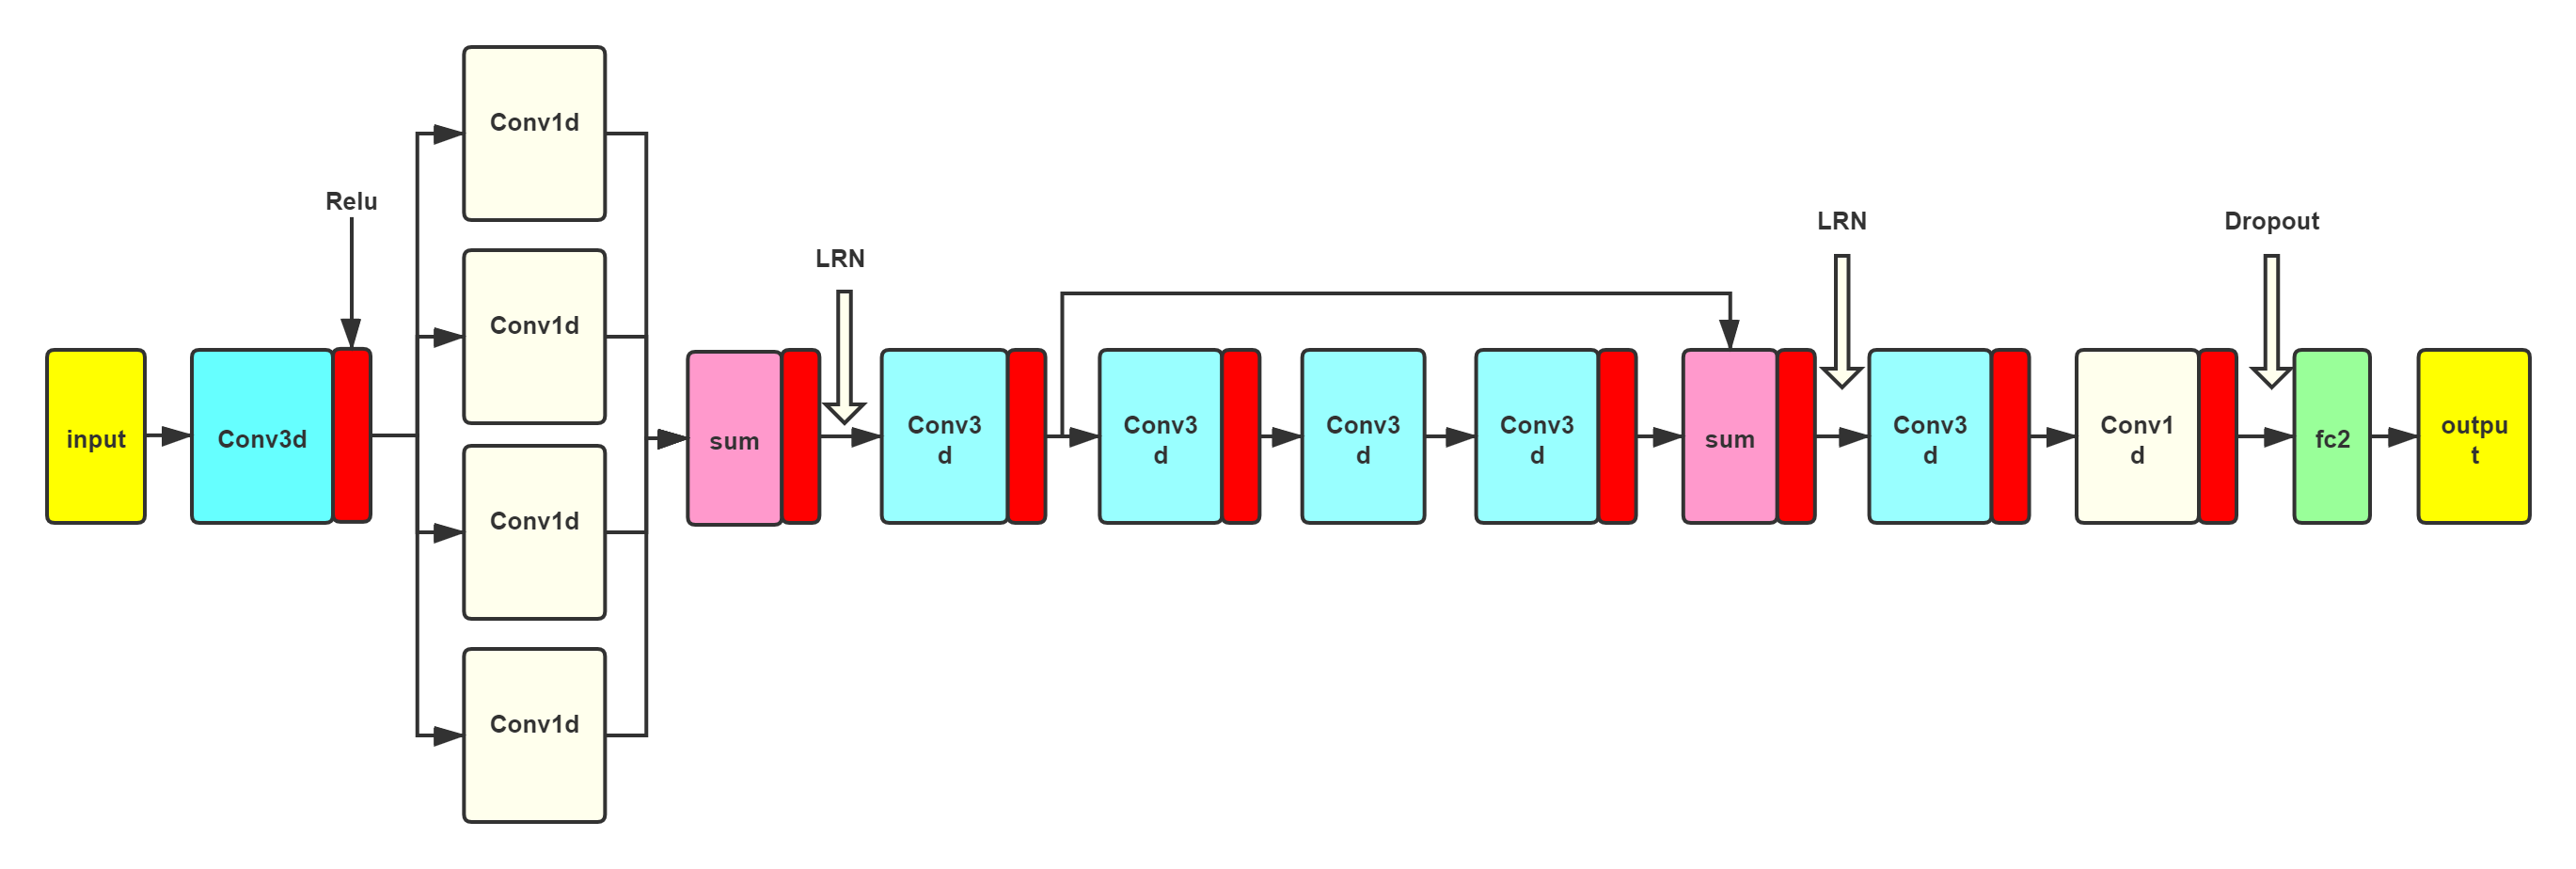 input
Conv3d
Relu
Conv1d
Conv1d
Conv1d
Conv1d
sum
LRN
Conv3
d
Conv3
d
Conv3
d
Conv3
d
sum
LRN
Conv3
d
Conv1
d
Dropout
fc2
outpu
t